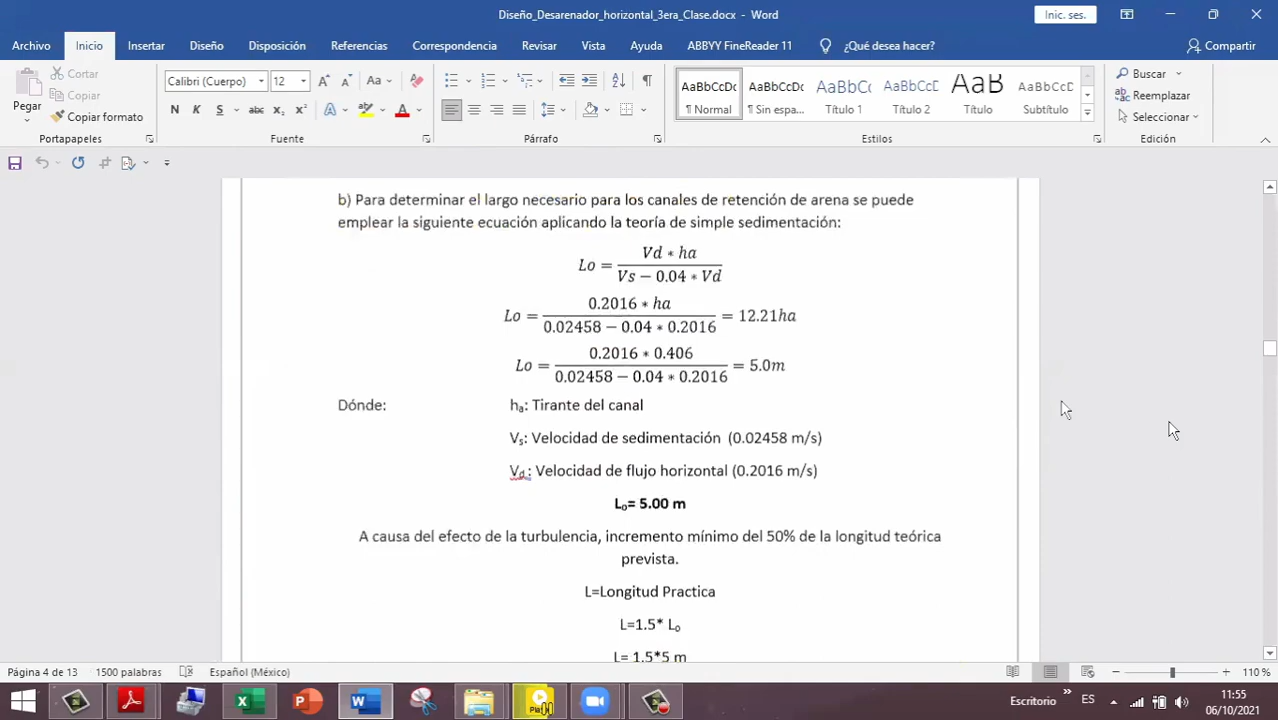 Diseño_Desarenador_horizontal_3era_Clase.docx - Word
Inic. ses.
Archivo Inicio Insertar Diseño Disposición Referencias Correspondencia Revisar Vista Ayuda ABBYY FineReader 11 ¿Qué desea hacer? Compartir
Pegar
Cortar
Copiar
Copiar formato
Portapapeles
Calibri (Cuerpo) 12
N K S abc x₂ x²
Fuente
Párrafo
AaBbCcDc AaBbCcDc AaBbCc AaBbCcD AaB AaBbCcD
¶ Normal ¶ Sin espa... Título 1 Título 2 Título Subtítulo
Estilos
Buscar
Reemplazar
Seleccionar
Edición
b) Para determinar el largo necesario para los canales de retención de arena se puede
emplear la siguiente ecuación aplicando la teoría de simple sedimentación:
Lo = Vd * ha / Vs − 0.04 * Vd
Lo = 0.2016 * ha / 0.02458 − 0.04 * 0.2016 = 12.21ha
Lo = 0.2016 * 0.406 / 0.02458 − 0.04 * 0.2016 = 5.0m
Dónde: hₐ: Tirante del canal
Vₛ: Velocidad de sedimentación (0.02458 m/s)
V_d : Velocidad de flujo horizontal (0.2016 m/s)
Lₒ= 5.00 m
A causa del efecto de la turbulencia, incremento mínimo del 50% de la longitud teórica
prevista.
L=Longitud Practica
L=1.5* Lₒ
L= 1.5*5 m
Página 4 de 13 1500 palabras Español (México) 110 %
Escritorio ES 11:55
06/10/2021